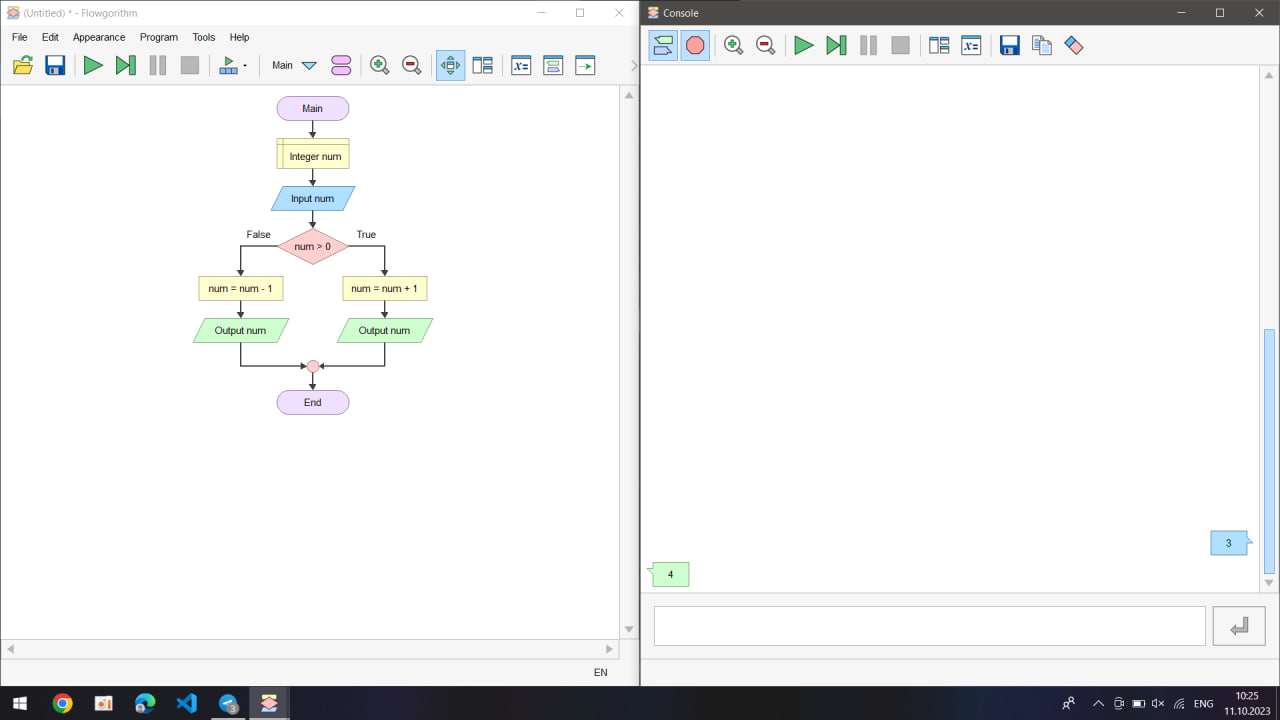 (Untitled) * - Flowgorithm
File Edit Appearance Program Tools Help
Main
Main
Integer num
Input num
False
True
num > 0
num = num - 1
num = num + 1
Output num
Output num
End
EN
Console
3
4
3
ENG
10:25
11.10.2023